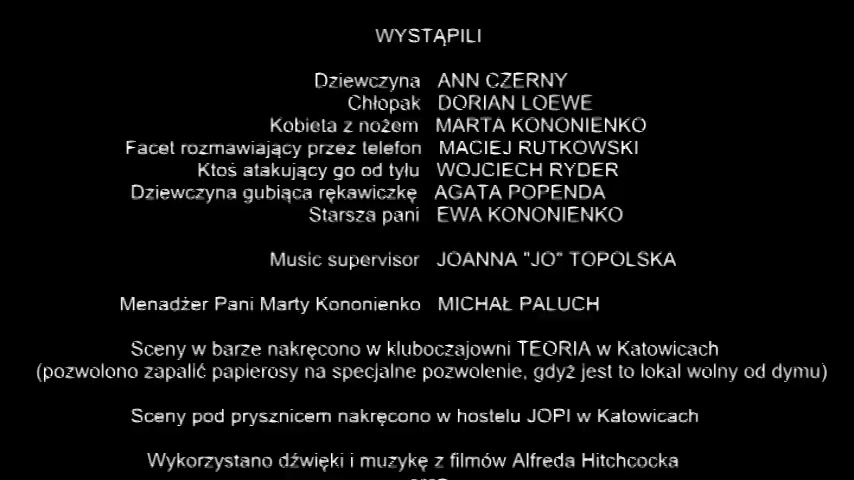 WYSTĄPILI
Dziewczyna ANN CZERNY
Chłopak DORIAN LOEWE
Kobieta z nożem MARTA KONONIENKO
Facet rozmawiający przez telefon MACIEJ RUTKOWSKI
Ktoś atakujący go od tyłu WOJCIECH RYDER
Dziewczyna gubiąca rękawiczkę AGATA POPENDA
Starsza pani EWA KONONIENKO
Music supervisor JOANNA "JO" TOPOLSKA
Menadżer Pani Marty Kononienko MICHAŁ PALUCH
Sceny w barze nakręcono w kluboczajowni TEORIA w Katowicach
(pozwolono zapalić papierosy na specjalne pozwolenie, gdyż jest to lokal wolny od dymu)
Sceny pod prysznicem nakręcono w hostelu JOPI w Katowicach
Wykorzystano dźwięki i muzykę z filmów Alfreda Hitchcocka